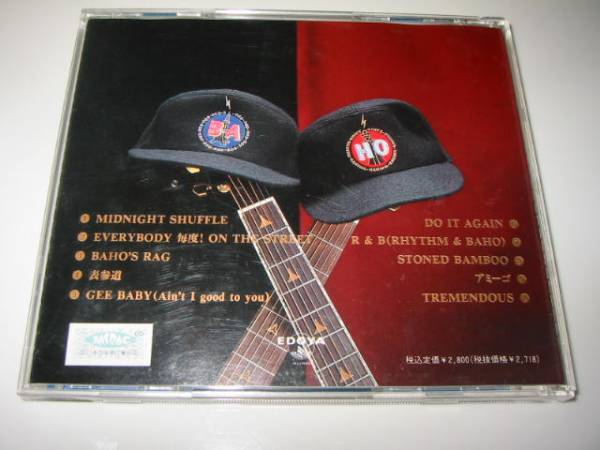 BA
HO
MIDNIGHT SHUFFLE
EVERYBODY 毎度! ON THE STREET
BAHO'S RAG
表参道
GEE BABY(Ain't I good to you)
DO IT AGAIN
R & B(RHYTHM & BAHO)
STONED BAMBOO
アミーゴ
TREMENDOUS
EDOYA
税込定価¥2,800(税抜価格¥2,718)